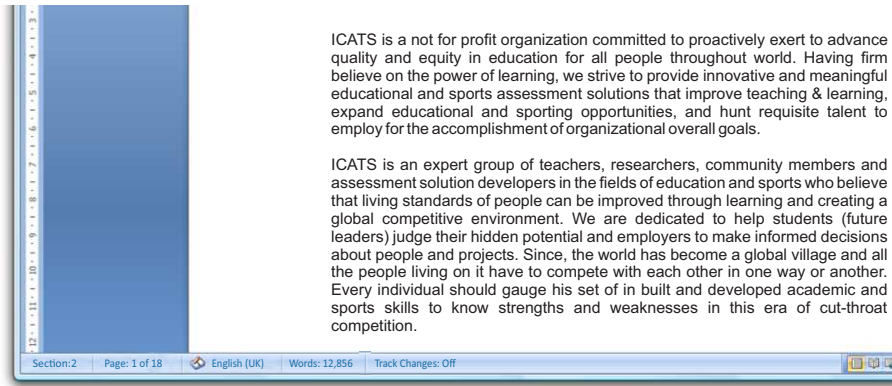 ICATS is a not for profit organization committed to proactively exert to advance
quality and equity in education for all people throughout world. Having firm
believe on the power of learning, we strive to provide innovative and meaningful
educational and sports assessment solutions that improve teaching & learning,
expand educational and sporting opportunities, and hunt requisite talent to
employ for the accomplishment of organizational overall goals.
ICATS is an expert group of teachers, researchers, community members and
assessment solution developers in the fields of education and sports who believe
that living standards of people can be improved through learning and creating a
global competitive environment. We are dedicated to help students (future
leaders) judge their hidden potential and employers to make informed decisions
about people and projects. Since, the world has become a global village and all
the people living on it have to compete with each other in one way or another.
Every individual should gauge his set of in built and developed academic and
sports skills to know strengths and weaknesses in this era of cut-throat
competition.
3 4 5 6 7 8 9 10 11 12
Section:2 Page: 1 of 18 English (UK) Words: 12,856 Track Changes: Off